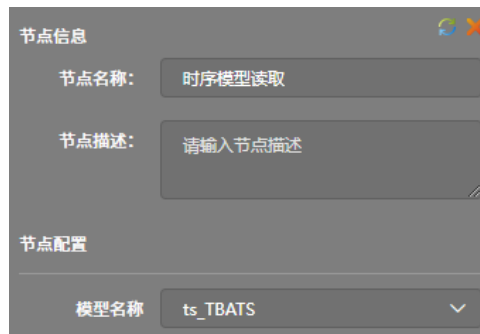 节点信息
节点名称: 时序模型读取
节点描述: 请输入节点描述
节点配置
模型名称 ts_TBATS